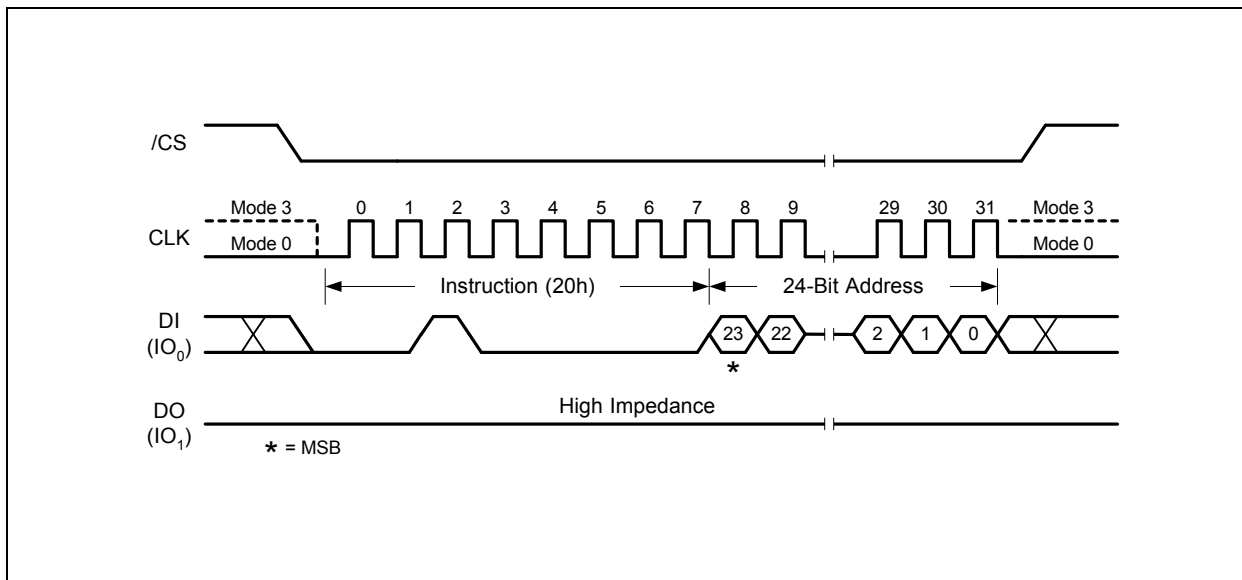 /CS
Mode 3 0 1 2 3 4 5 6 7 8 9 29 30 31 Mode 3
CLK
Mode 0 Mode 0
Instruction (20h) 24-Bit Address
DI
(IO₀)
23 22 2 1 0
*
High Impedance
DO
(IO₁)
* = MSB